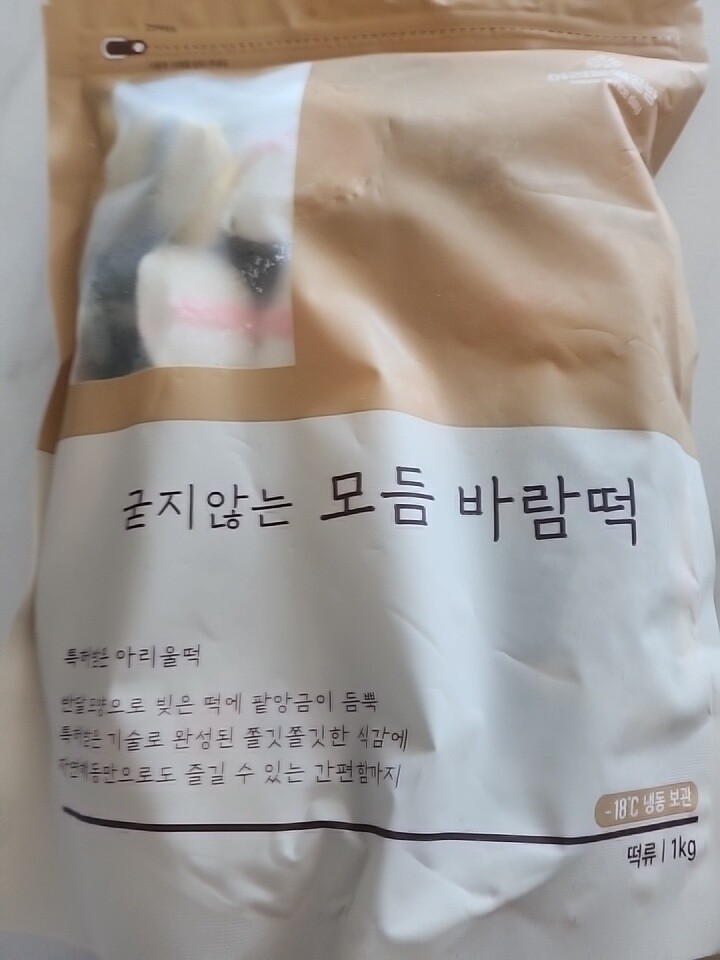 굳지않는 모듬 바람떡
특허받은 아리울떡
반달모양으로 빚은 떡에 팥앙금이 듬뿍
특허받은 기술로 완성된 쫄깃쫄깃한 식감에
자연해동만으로도 즐길 수 있는 간편함까지
-18℃ 냉동 보관
떡류 | 1kg